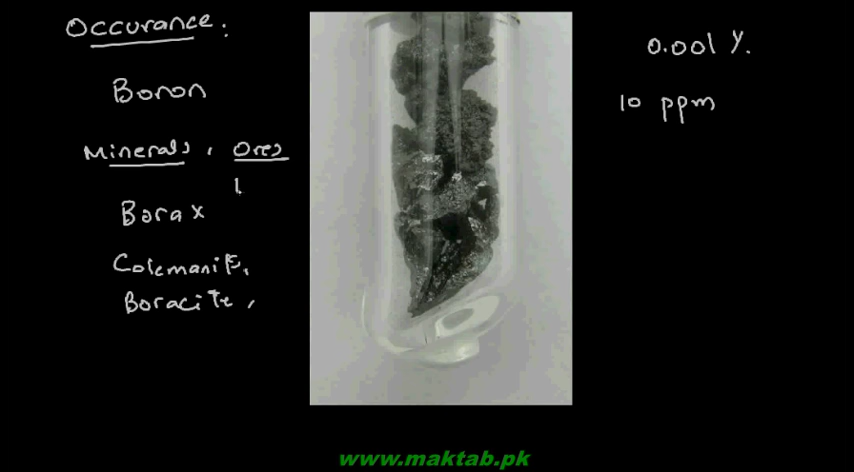 Occurance:
Boron
Minerals, Ores
Borax
Colemanite,
Boracite,
0.001 %.
10 ppm
www.maktab.pk